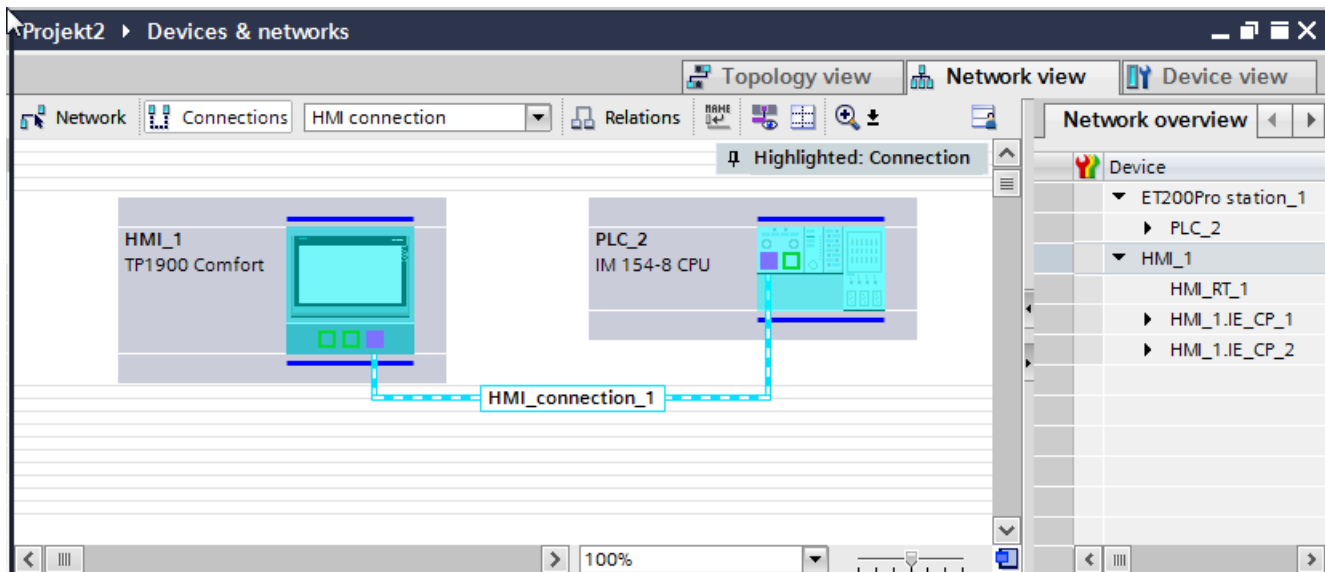 Projekt2 ▸ Devices & networks
Topology view
Network view
Device view
Network
Connections
HMI connection
Relations
Network overview
Highlighted: Connection
Device
HMI_1
TP1900 Comfort
PLC_2
IM 154-8 CPU
HMI_connection_1
ET200Pro station_1
PLC_2
HMI_1
HMI_RT_1
HMI_1.IE_CP_1
HMI_1.IE_CP_2
100%